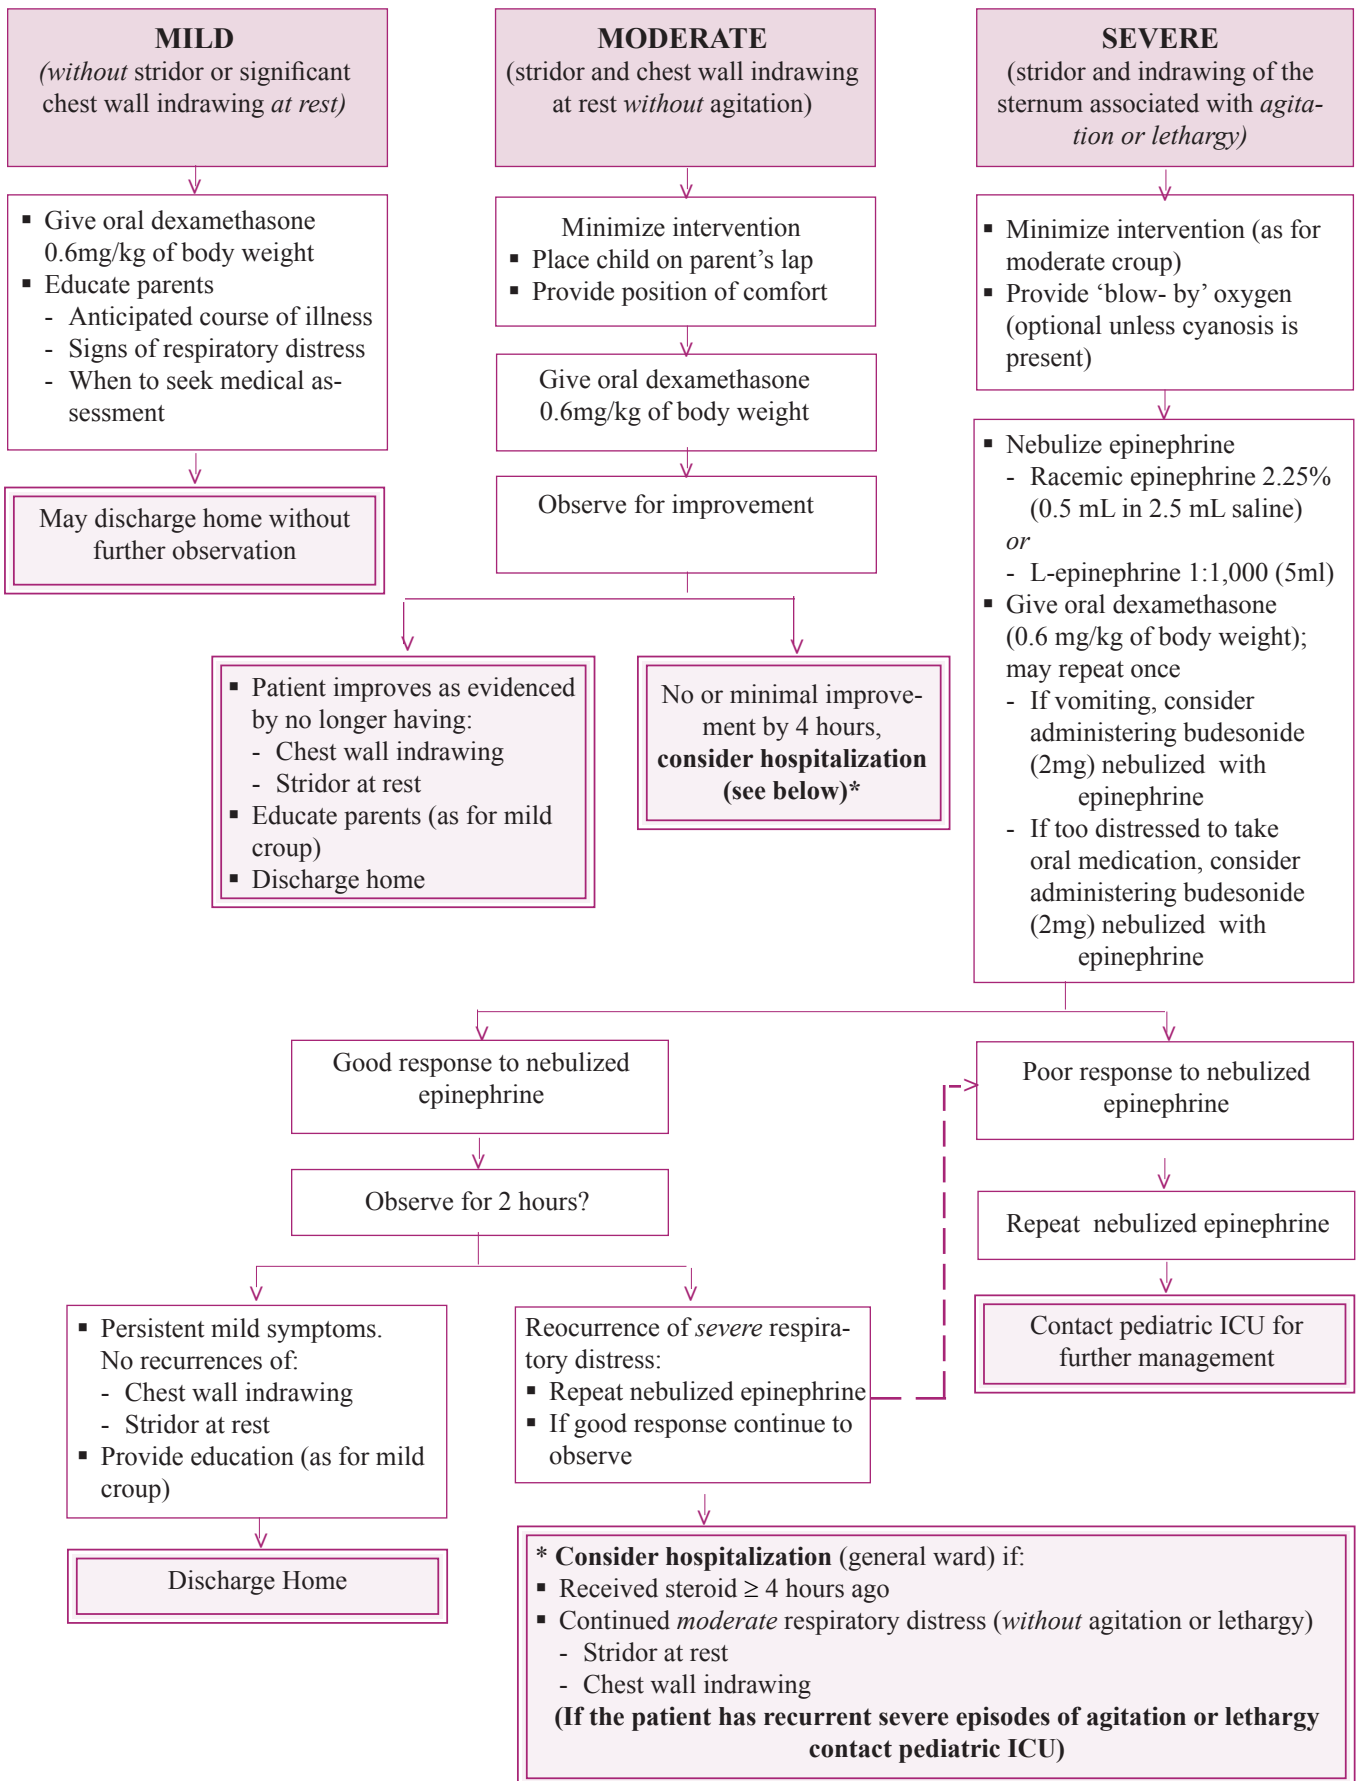 MILD
(without stridor or significant
chest wall indrawing at rest)
▪ Give oral dexamethasone
0.6mg/kg of body weight
▪ Educate parents
- Anticipated course of illness
- Signs of respiratory distress
- When to seek medical as-
sessment
May discharge home without
further observation
MODERATE
(stridor and chest wall indrawing
at rest without agitation)
Minimize intervention
▪ Place child on parent’s lap
▪ Provide position of comfort
Give oral dexamethasone
0.6mg/kg of body weight
Observe for improvement
▪ Patient improves as evidenced
by no longer having:
- Chest wall indrawing
- Stridor at rest
▪ Educate parents (as for mild
croup)
▪ Discharge home
No or minimal improve-
ment by 4 hours,
consider hospitalization
(see below)*
SEVERE
(stridor and indrawing of the
sternum associated with agita-
tion or lethargy)
▪ Minimize intervention (as for
moderate croup)
▪ Provide ‘blow- by’ oxygen
(optional unless cyanosis is
present)
▪ Nebulize epinephrine
- Racemic epinephrine 2.25%
(0.5 mL in 2.5 mL saline)
or
- L-epinephrine 1:1,000 (5ml)
▪ Give oral dexamethasone
(0.6 mg/kg of body weight);
may repeat once
- If vomiting, consider
administering budesonide
(2mg) nebulized with
epinephrine
- If too distressed to take
oral medication, consider
administering budesonide
(2mg) nebulized with
epinephrine
Good response to nebulized
epinephrine
Observe for 2 hours?
▪ Persistent mild symptoms.
No recurrences of:
- Chest wall indrawing
- Stridor at rest
▪ Provide education (as for mild
croup)
Discharge Home
Reocurrence of severe respira-
tory distress:
▪ Repeat nebulized epinephrine
▪ If good response continue to
observe
Poor response to nebulized
epinephrine
Repeat nebulized epinephrine
Contact pediatric ICU for
further management
* Consider hospitalization (general ward) if:
▪ Received steroid ≥ 4 hours ago
▪ Continued moderate respiratory distress (without agitation or lethargy)
- Stridor at rest
- Chest wall indrawing
(If the patient has recurrent severe episodes of agitation or lethargy
contact pediatric ICU)